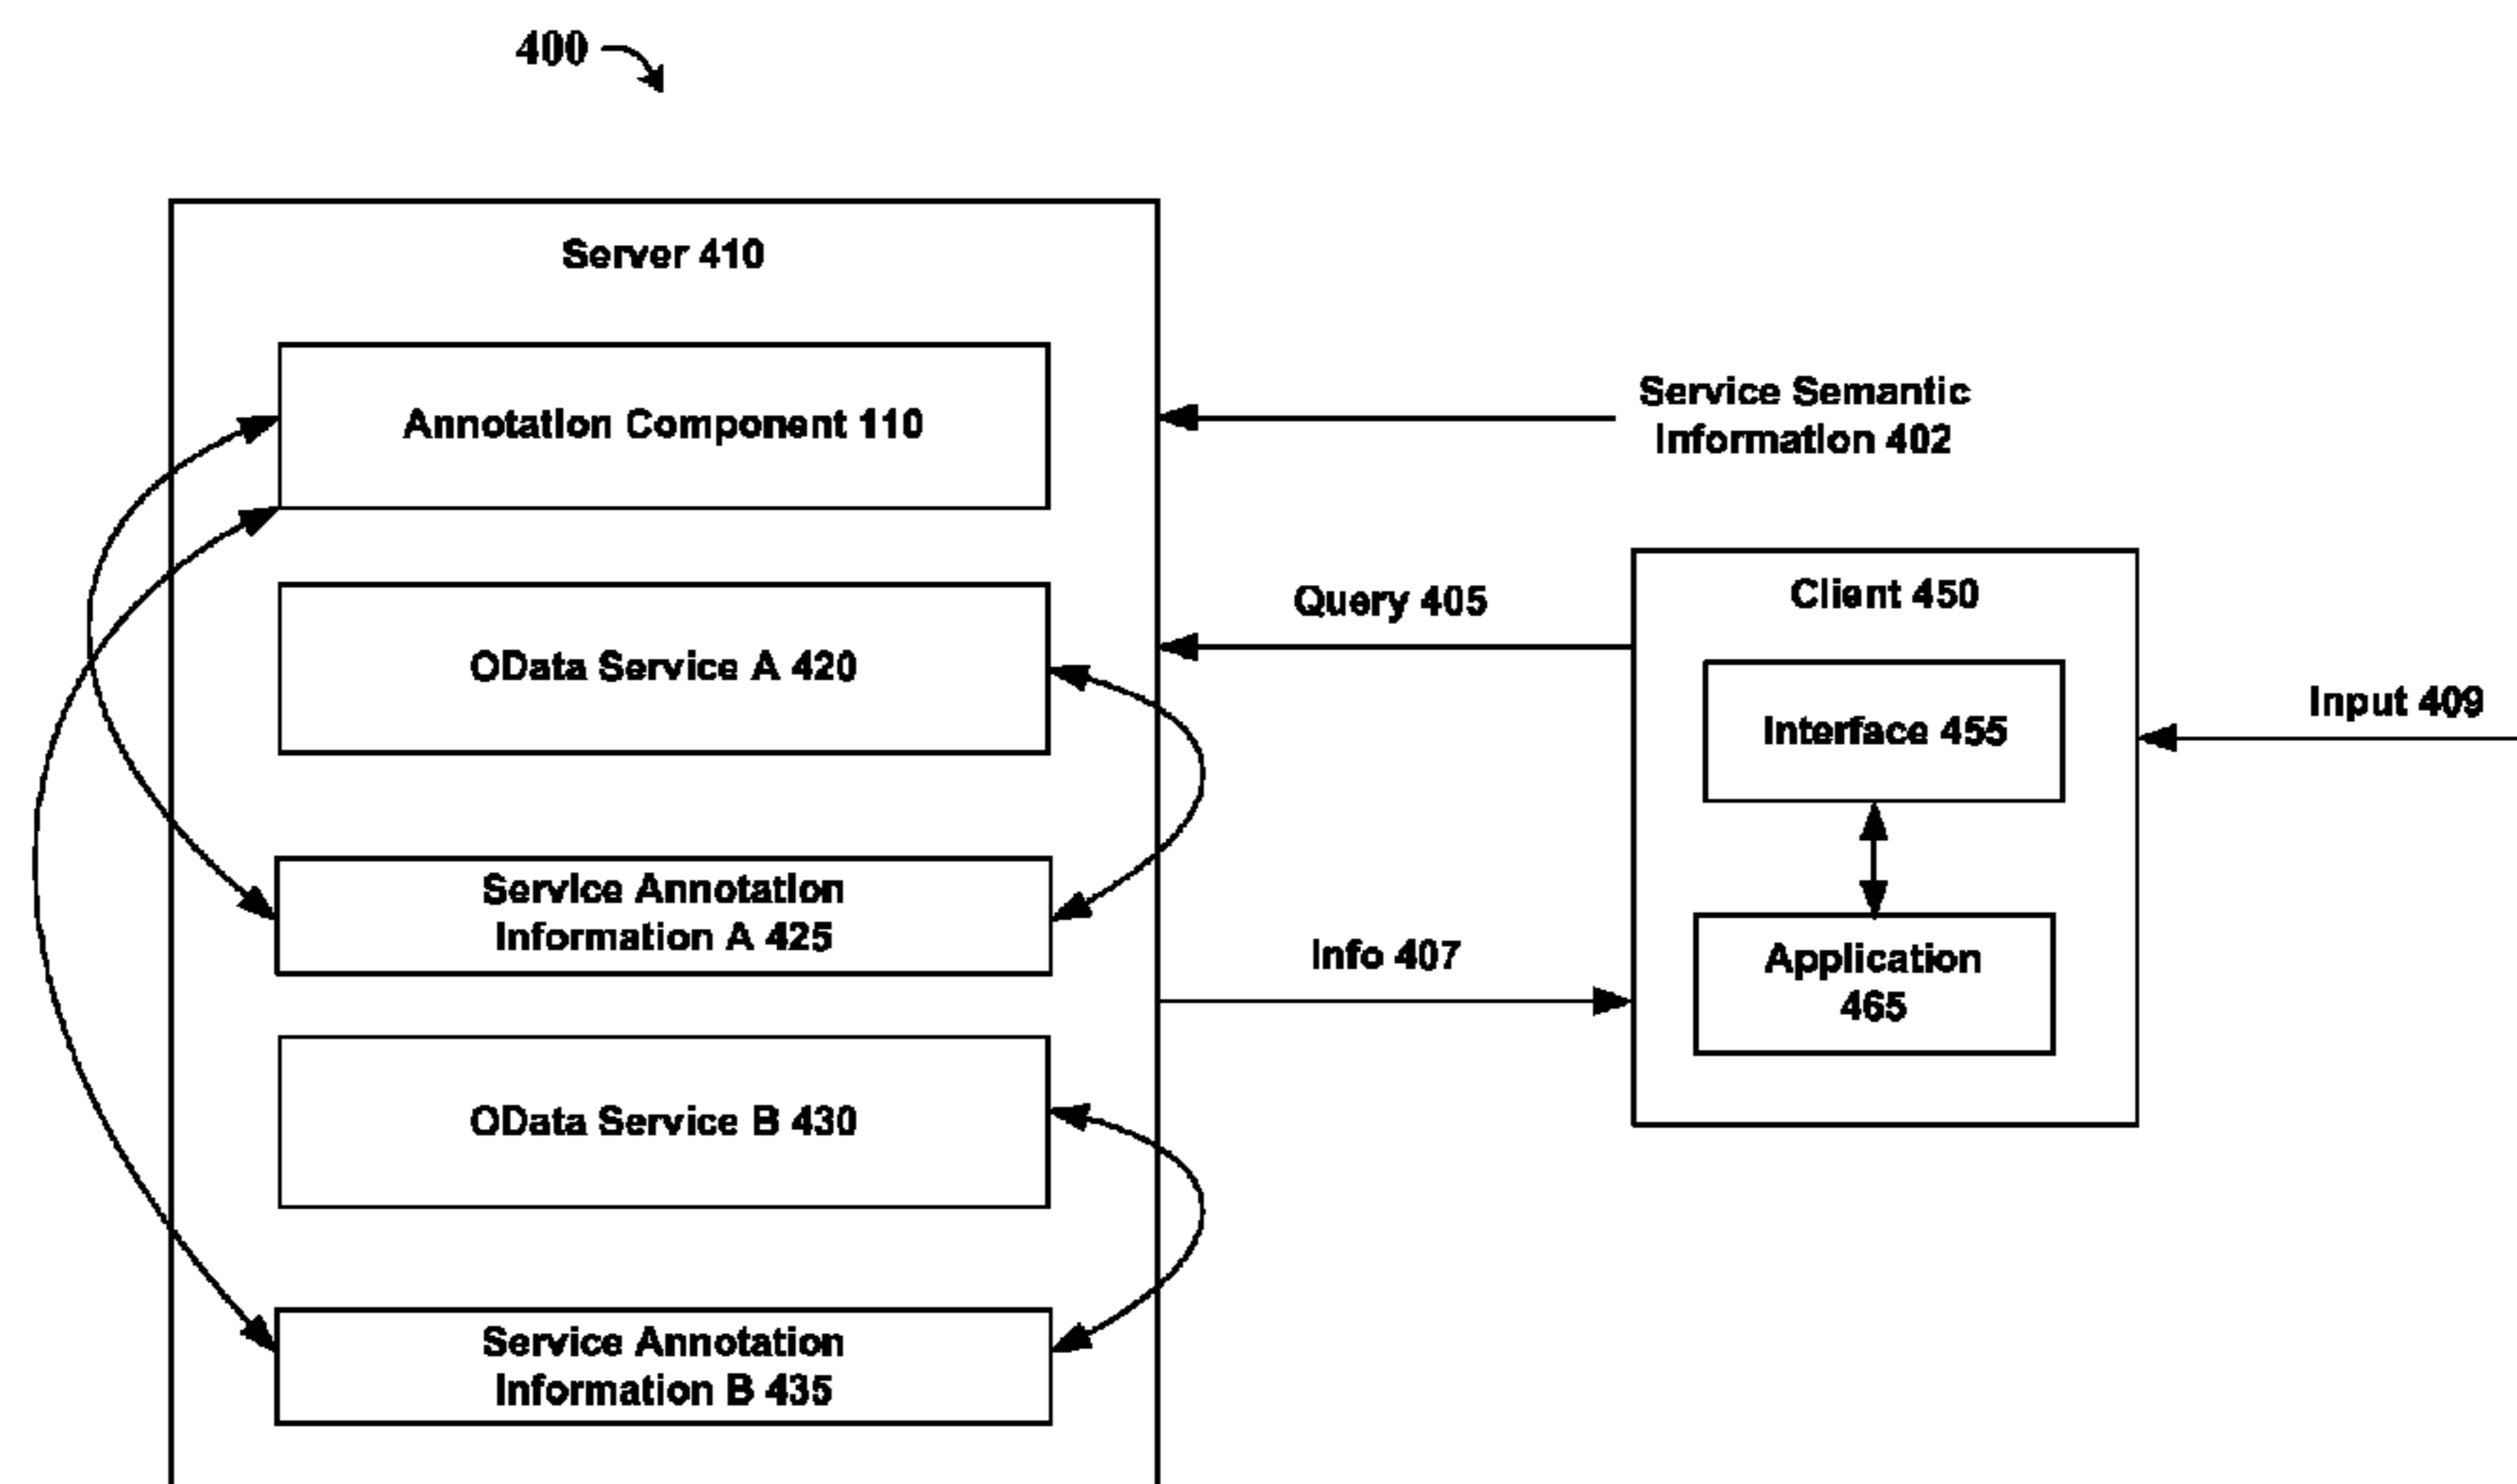 400
Server 410
Annotation Component 110
Service Semantic
Information 402
OData Service A 420
Query 405
Client 450
Interface 455
Input 409
Service Annotation
Information A 425
Info 407
Application
465
OData Service B 430
Service Annotation
Information B 435